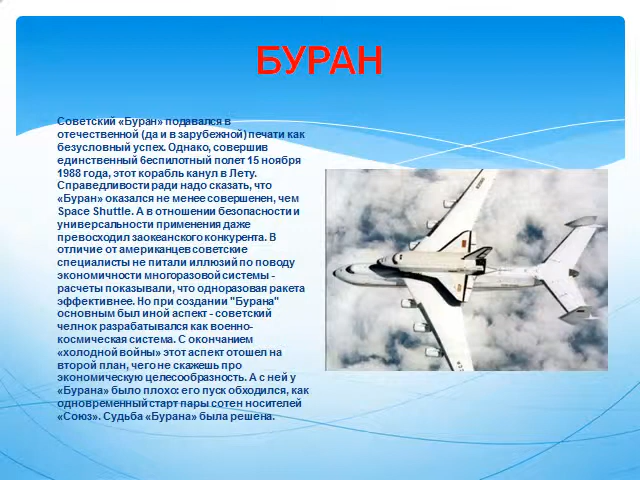 БУРАН
Советский «Буран» подавался в
отечественной (да и в зарубежной) печати как
безусловный успех. Однако, совершив
единственный беспилотный полет 15 ноября
1988 года, этот корабль канул в Лету.
Справедливости ради надо сказать, что
«Буран» оказался не менее совершенен, чем
Space Shuttle. А в отношении безопасности и
универсальности применения даже
превосходил заокеанского конкурента. В
отличие от американцев советские
специалисты не питали иллюзий по поводу
экономичности многоразовой системы -
расчеты показывали, что одноразовая ракета
эффективнее. Но при создании "Бурана"
основным был иной аспект - советский
челнок разрабатывался как военно-
космическая система. С окончанием
«холодной войны» этот аспект отошел на
второй план, чего не скажешь про
экономическую целесообразность. А с ней у
«Бурана» было плохо: его пуск обходился, как
одновременный старт пары сотен носителей
«Союз». Судьба «Бурана» была решена.